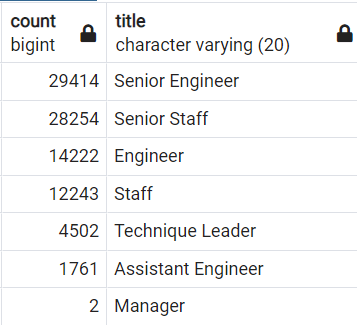 count title
bigint character varying (20)
29414 Senior Engineer
28254 Senior Staff
14222 Engineer
12243 Staff
4502 Technique Leader
1761 Assistant Engineer
2 Manager